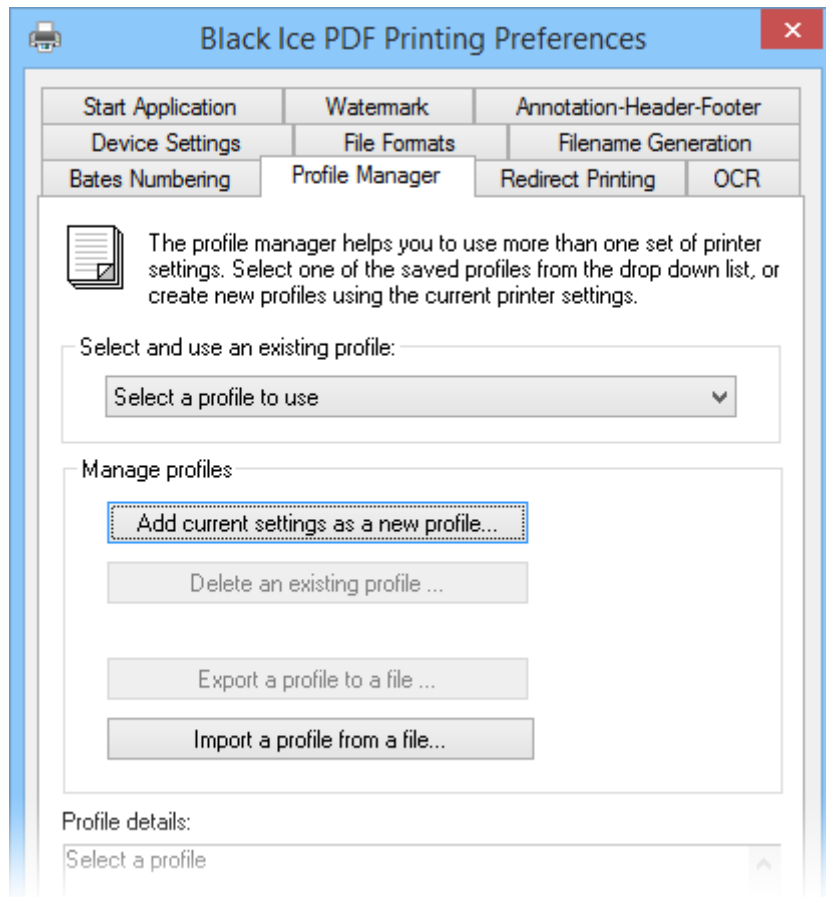 Black Ice PDF Printing Preferences
Start Application Watermark Annotation-Header-Footer
Device Settings File Formats Filename Generation
Bates Numbering Profile Manager Redirect Printing OCR
The profile manager helps you to use more than one set of printer
settings. Select one of the saved profiles from the drop down list, or
create new profiles using the current printer settings.
Select and use an existing profile:
Select a profile to use
Manage profiles
Add current settings as a new profile...
Delete an existing profile ...
Export a profile to a file ...
Import a profile from a file...
Profile details:
Select a profile